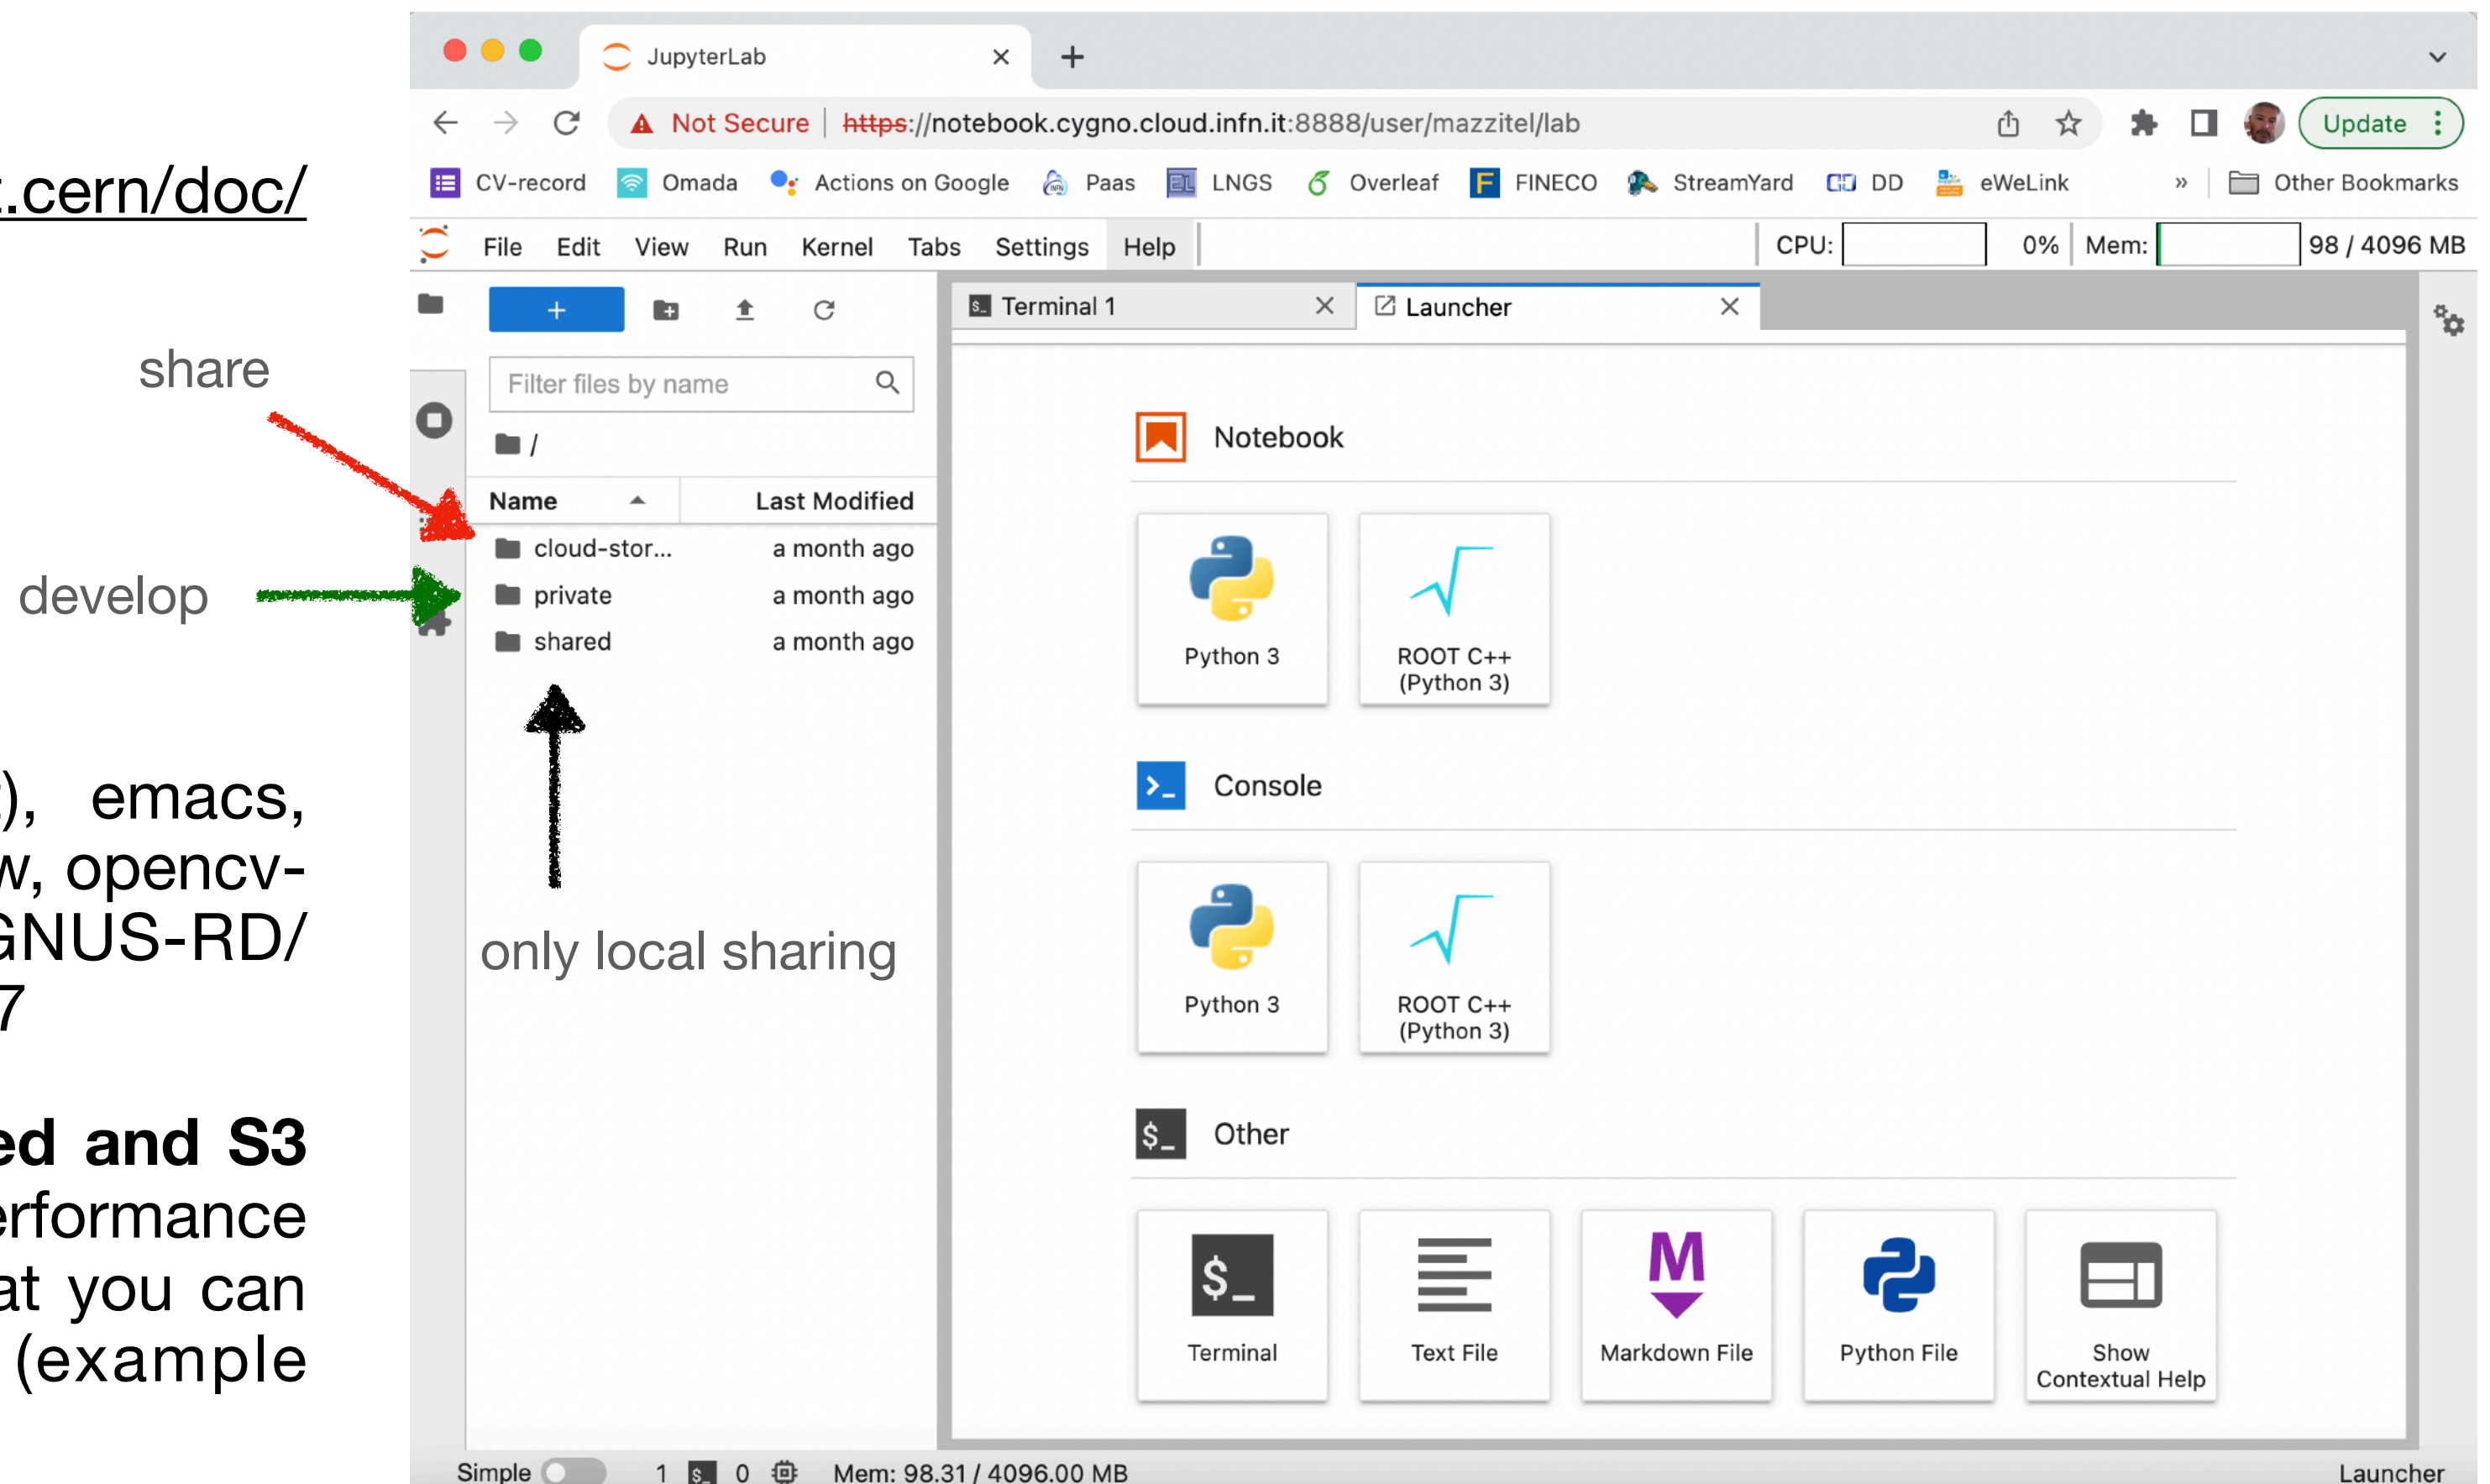 t.cern/doc/
share
develop
), emacs,
w, opencv-
GNUS-RD/
7
ed and S3
erformance
at you can
(example
JupyterLab
Not Secure | https://notebook.cygno.cloud.infn.it:8888/user/mazzitel/lab
Update
CV-record Omada Actions on Google Paas LNGS Overleaf FINECO StreamYard DD eWeLink » Other Bookmarks
File Edit View Run Kernel Tabs Settings Help CPU: 0% Mem: 98 / 4096 MB
+
Filter files by name
/
Name Last Modified
cloud-stor... a month ago
private a month ago
shared a month ago
only local sharing
Terminal 1 Launcher
Notebook
Python 3 ROOT C++
(Python 3)
Console
Python 3 ROOT C++
(Python 3)
$_ Other
$_
Terminal Text File Markdown File Python File Show
Contextual Help
Simple 1 $_ 0 Mem: 98.31 / 4096.00 MB Launcher